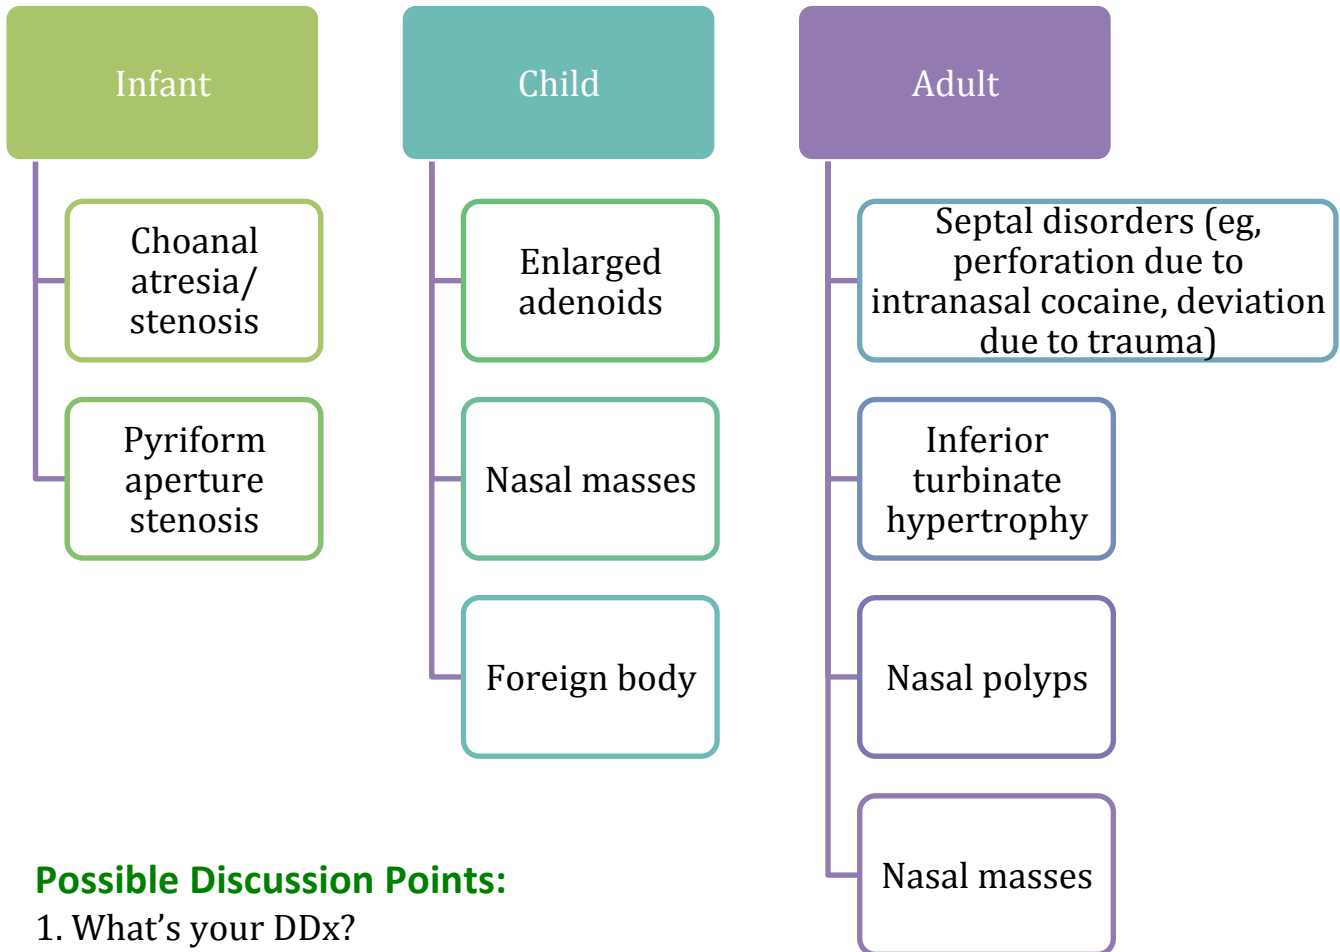 Infant
Choanal
atresia/
stenosis
Pyriform
aperture
stenosis
Child
Enlarged
adenoids
Nasal masses
Foreign body
Adult
Septal disorders (eg,
perforation due to
intranasal cocaine, deviation
due to trauma)
Inferior
turbinate
hypertrophy
Nasal polyps
Nasal masses
Possible Discussion Points:
1. What’s your DDx?